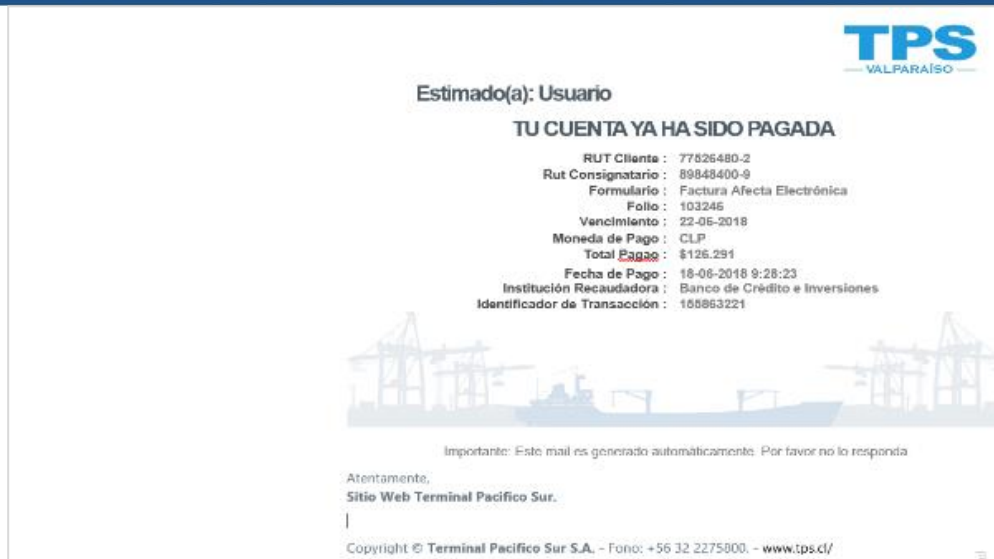 TPS
VALPARAÍSO
Estimado(a): Usuario
TU CUENTA YA HA SIDO PAGADA
RUT Cliente : 77826480-2
Rut Consignatario : 89848400-9
Formulario : Factura Afecta Electrónica
Folio : 103246
Vencimiento : 22-06-2018
Moneda de Pago : CLP
Total Pagao : $126.291
Fecha de Pago : 18-06-2018 9:28:23
Institución Recaudadora : Banco de Crédito e Inversiones
Identificador de Transacción : 188863221
Importante: Este mail es generado automáticamente. Por favor no lo responda
Atentamente,
Sitio Web Terminal Pacifico Sur.
Copyright © Terminal Pacifico Sur S.A. - Fono: +56 32 2275800. - www.tps.cl/